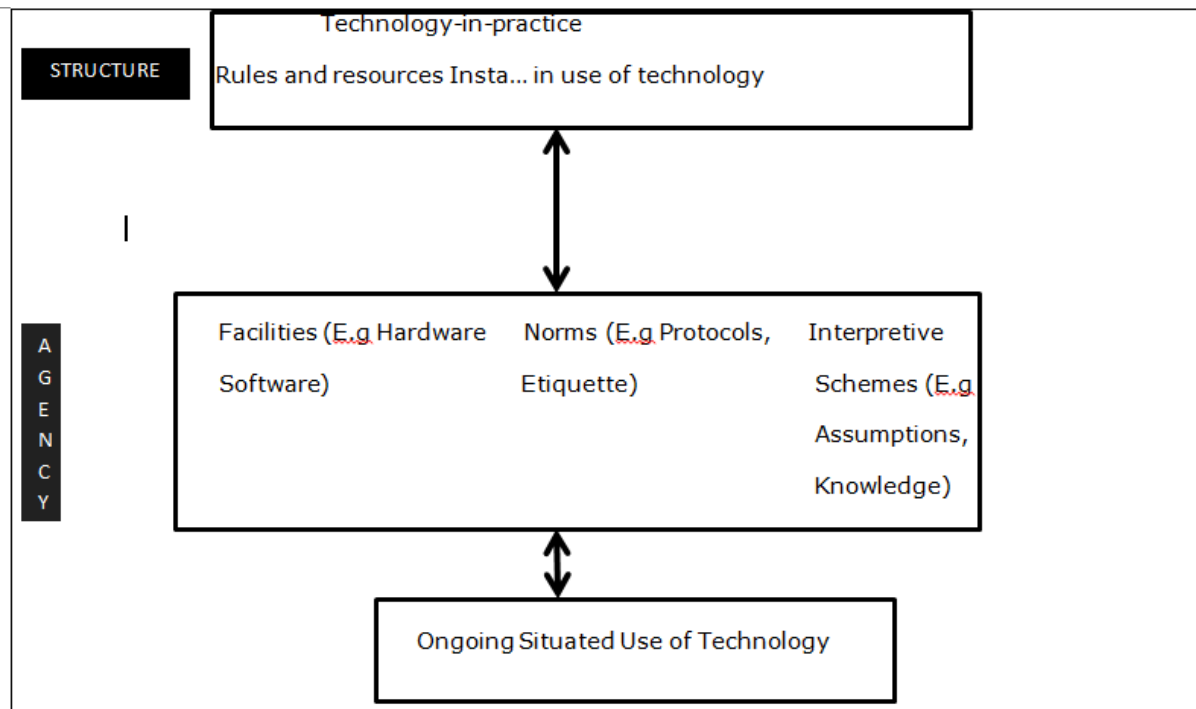 Technology-in-practice
STRUCTURE
Rules and resources Insta... in use of technology
Facilities (E,g Hardware Norms (E,g Protocols, Interpretive
Software) Etiquette) Schemes (E,g
Assumptions,
Knowledge)
A
G
E
N
C
Y
Ongoing Situated Use of Technology